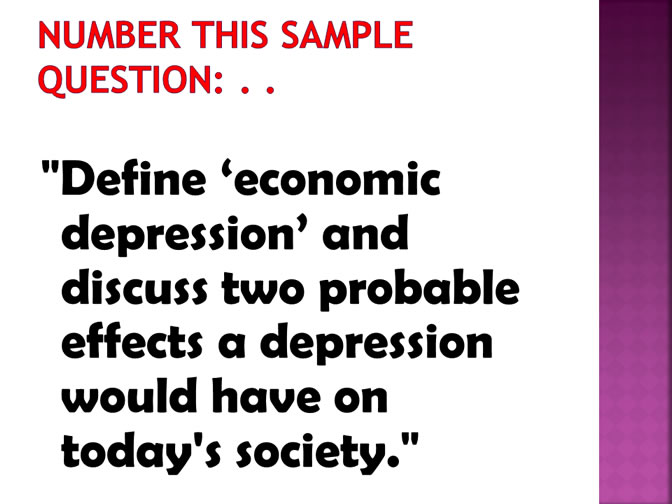 NUMBER THIS SAMPLE
QUESTION: . .
"Define ‘economic
depression’ and
discuss two probable
effects a depression
would have on
today's society."